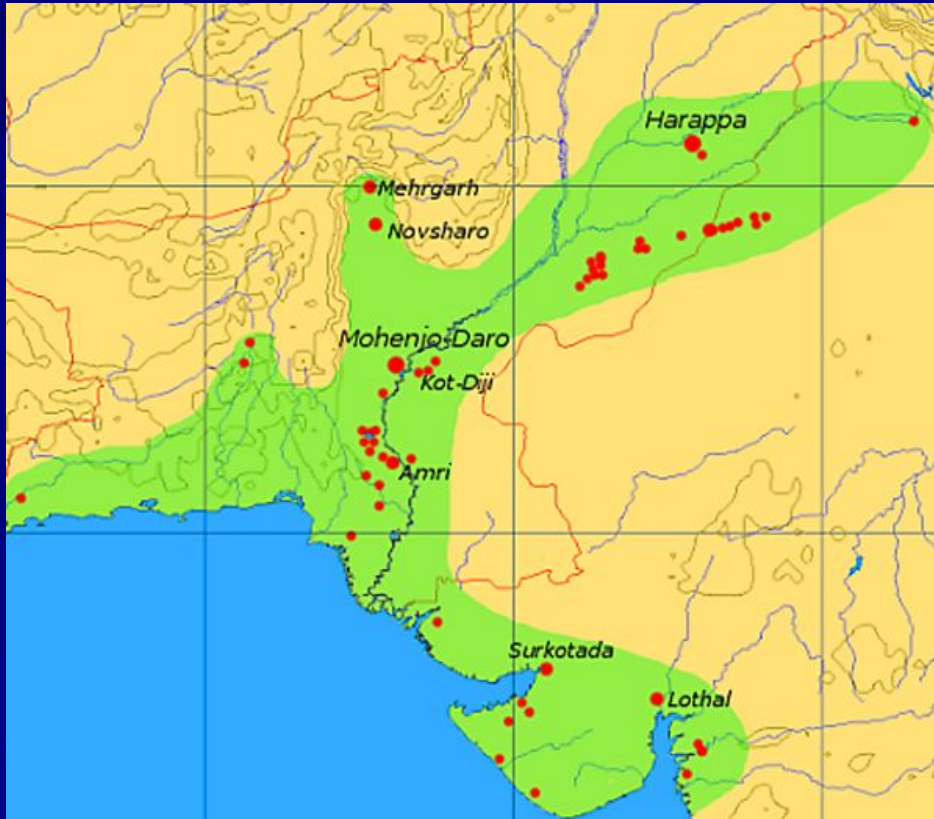 Harappa
Mehrgarh
Novsharo
Mohenjo-Daro
Kot-Diji
Amri
Surkotada
Lothal